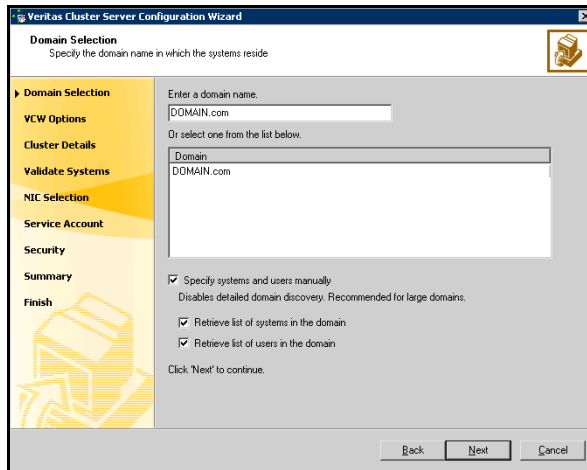 Veritas Cluster Server Configuration Wizard
Domain Selection
Specify the domain name in which the systems reside
Domain Selection
VCW Options
Cluster Details
Validate Systems
NIC Selection
Service Account
Security
Summary
Finish
Enter a domain name.
DOMAIN.com
Or select one from the list below.
Domain
DOMAIN.com
Specify systems and users manually
Disables detailed domain discovery. Recommended for large domains.
Retrieve list of systems in the domain
Retrieve list of users in the domain
Click 'Next' to continue.
Back Next Cancel